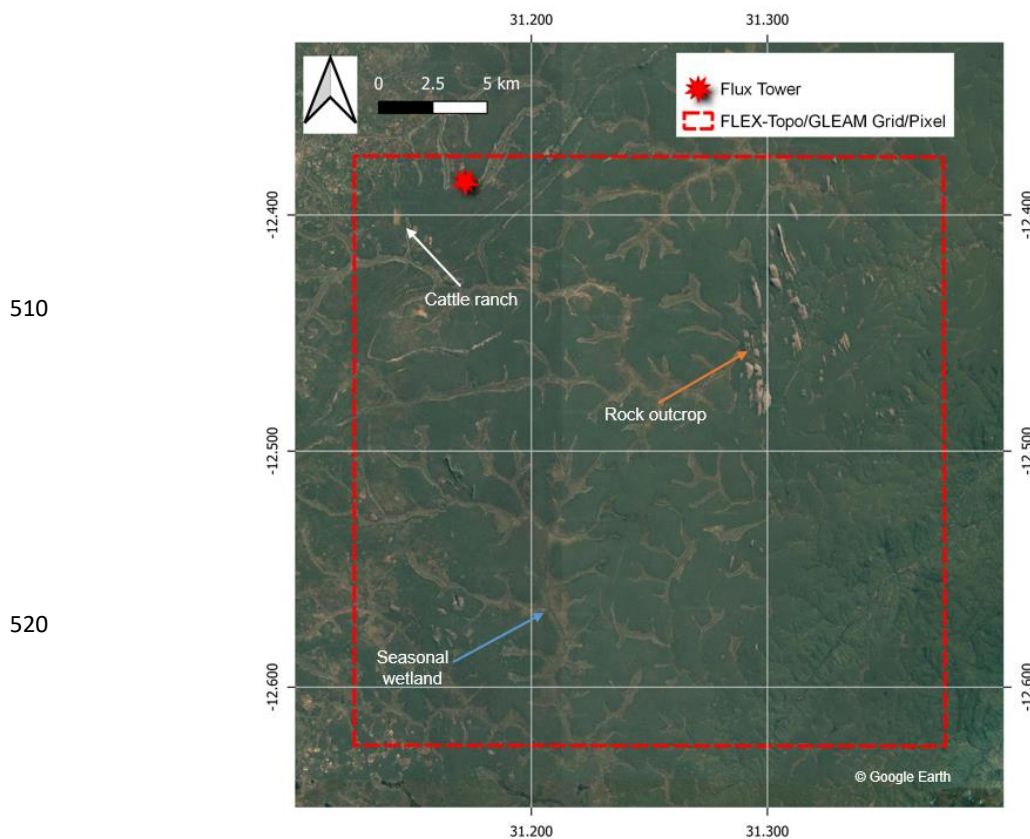 31.200 31.300
0 2.5 5 km
Flux Tower
FLEX-Topo/GLEAM Grid/Pixel
-12.400 -12.400
Cattle ranch
510
Rock outcrop
-12.500 -12.500
520
Seasonal
wetland
-12.600 -12.600
© Google Earth
31.200 31.300